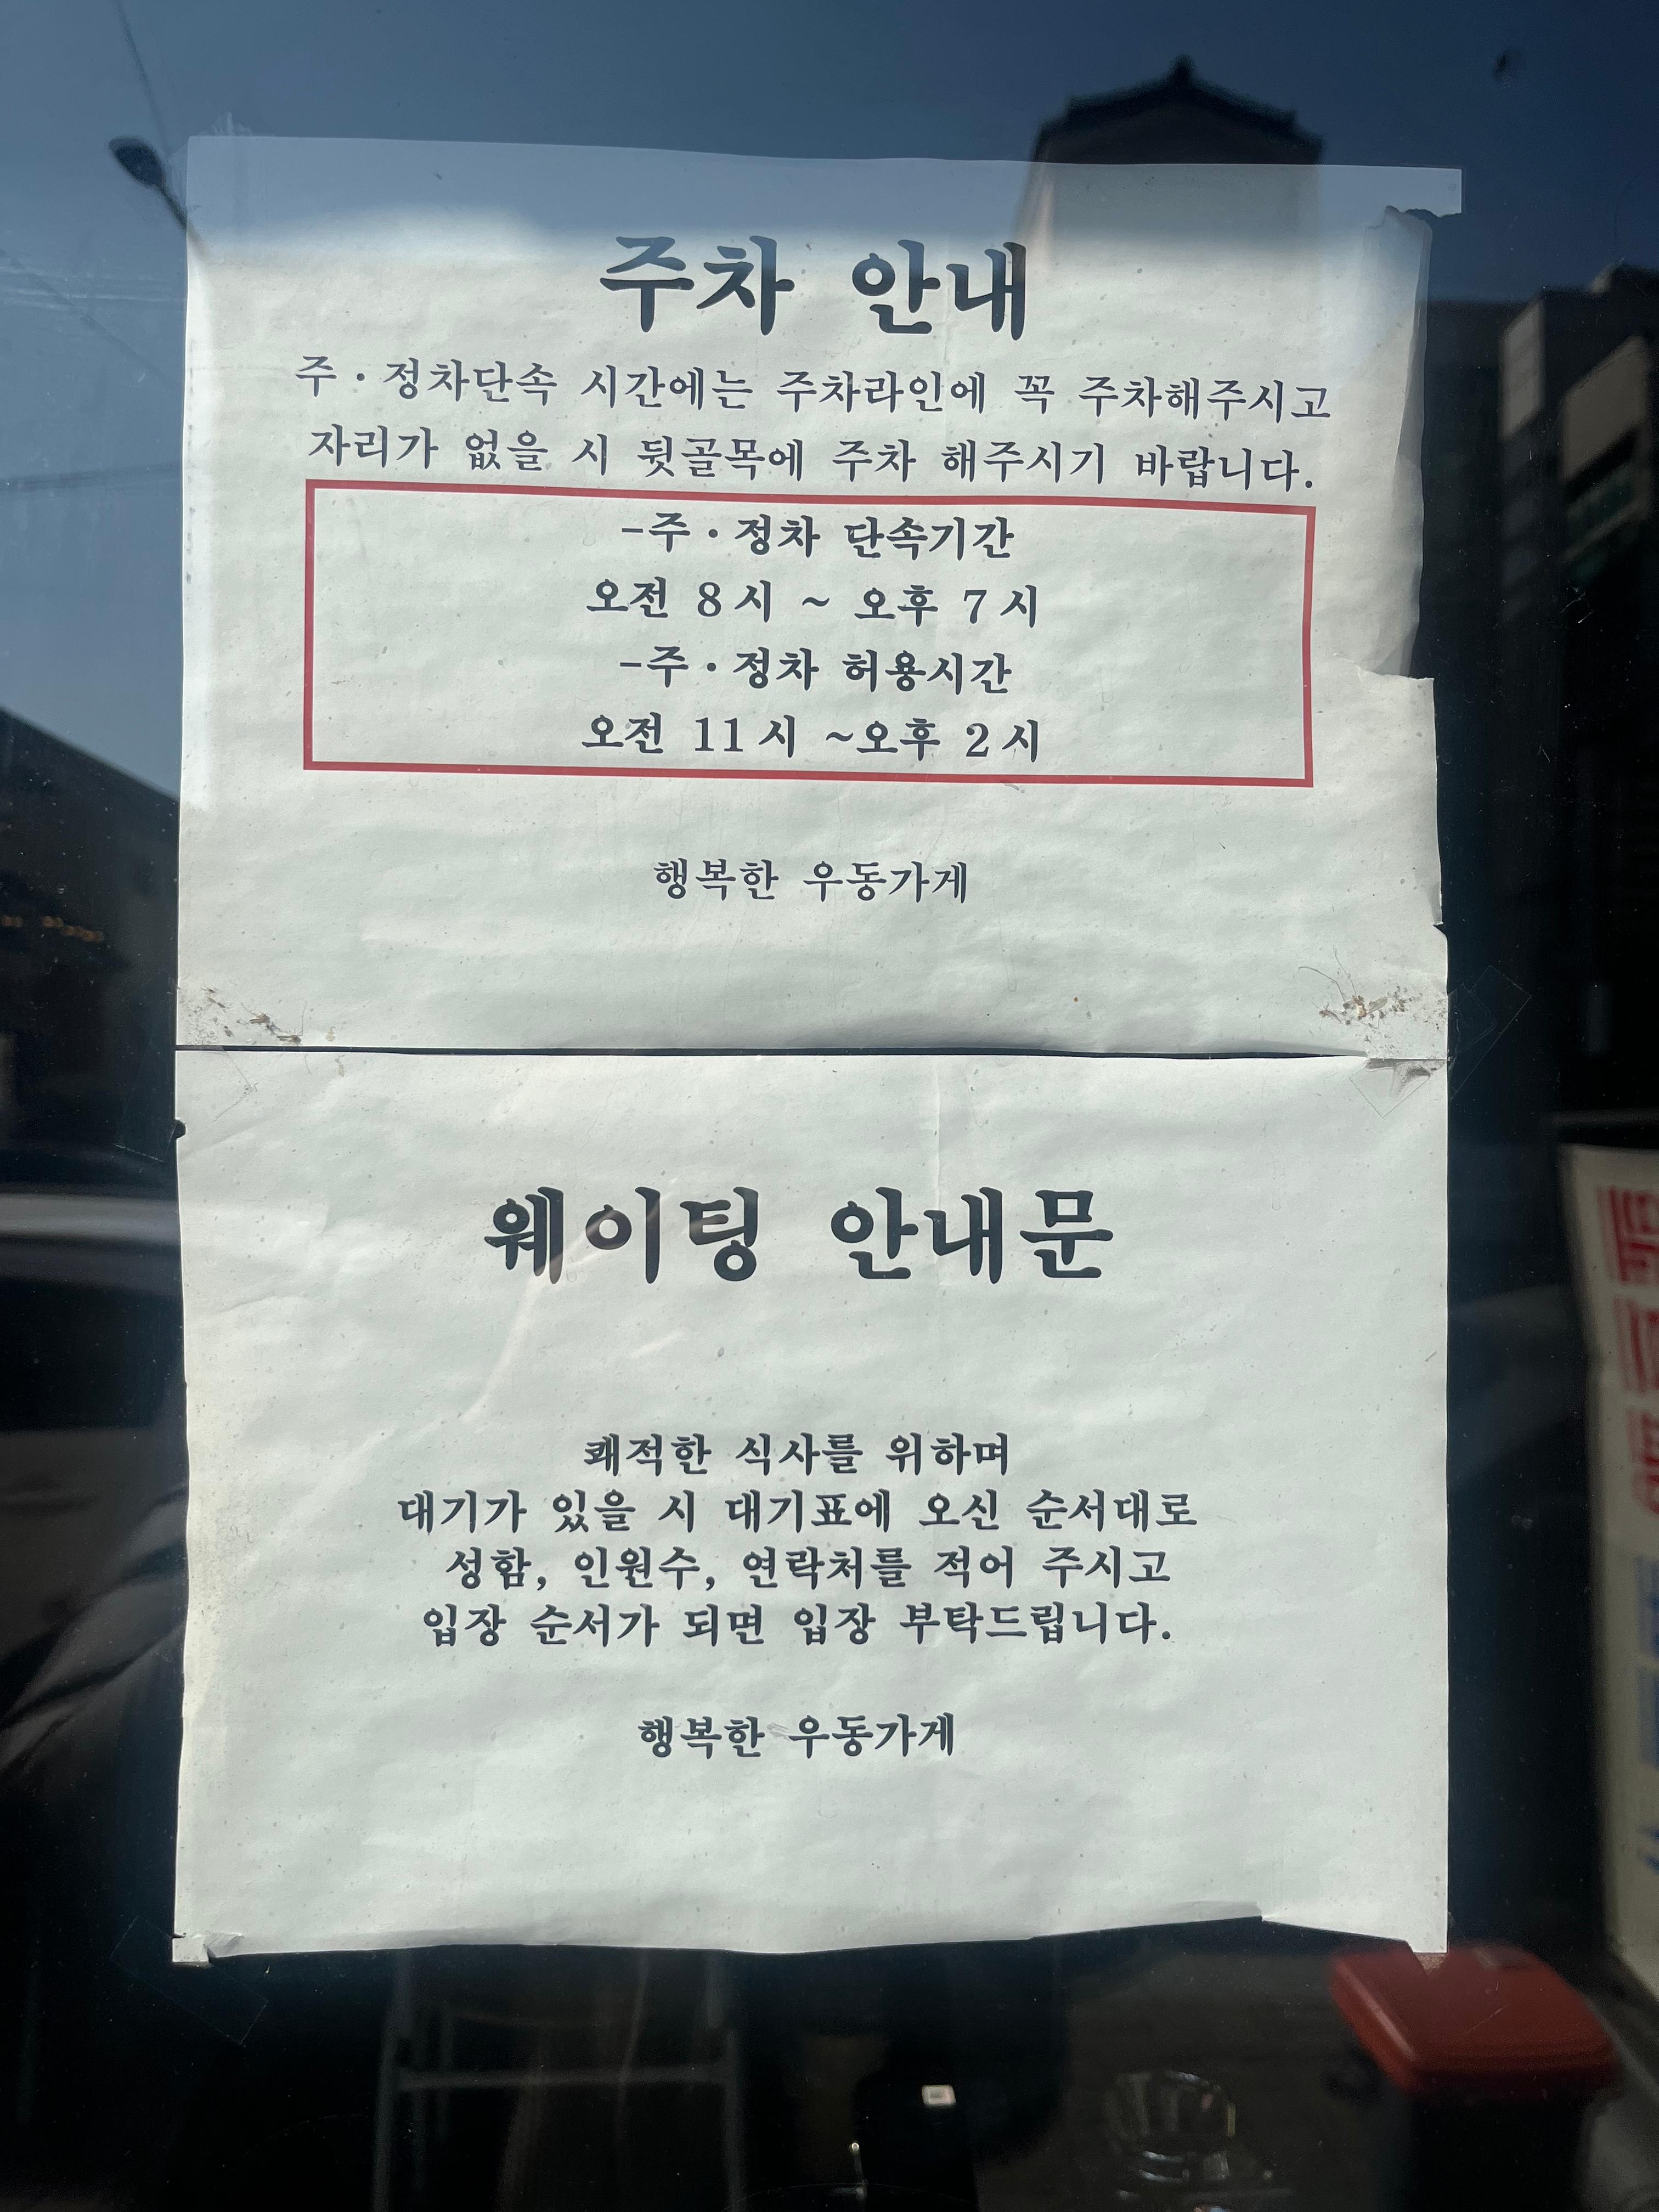 주차 안내
주·정차단속 시간에는 주차라인에 꼭 주차해주시고
자리가 없을 시 뒷골목에 주차 해주시기 바랍니다.
-주·정차 단속기간
오전 8시 ~ 오후 7시
-주·정차 허용시간
오전 11시 ~오후 2시
행복한 우동가게
웨이팅 안내문
쾌적한 식사를 위하며
대기가 있을 시 대기표에 오신 순서대로
성함, 인원수, 연락처를 적어 주시고
입장 순서가 되면 입장 부탁드립니다.
행복한 우동가게